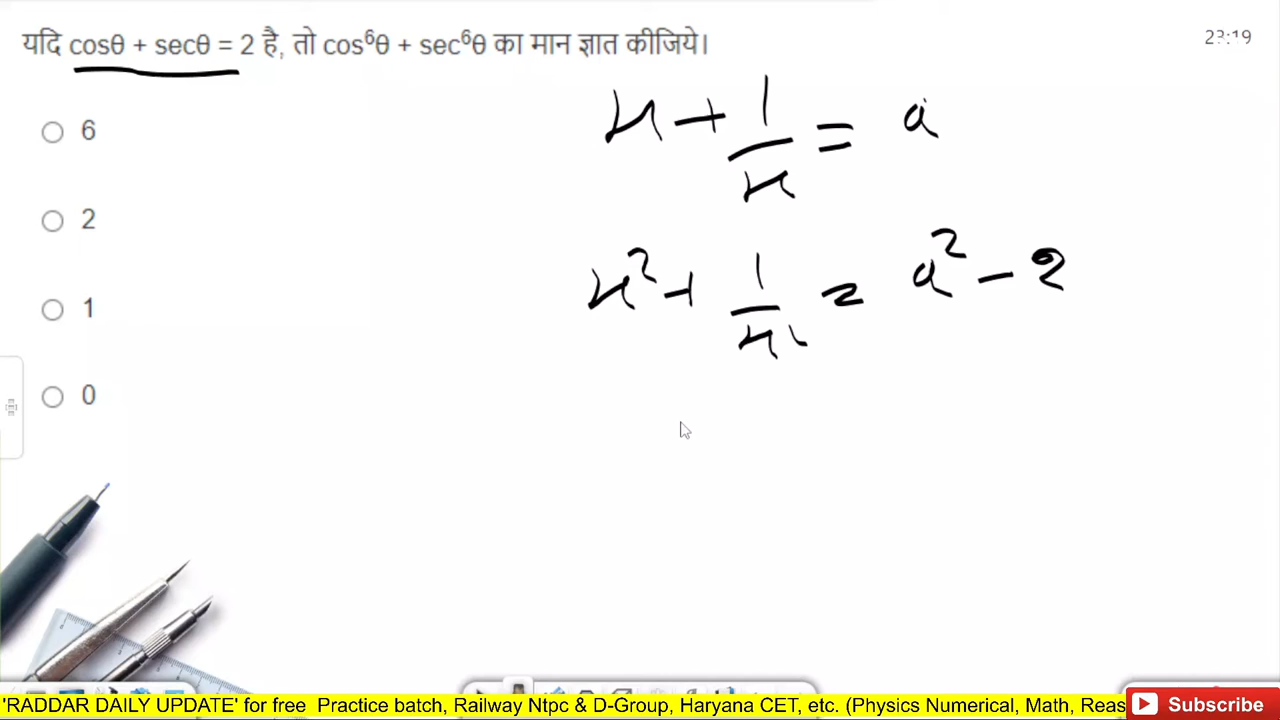 यदि cosθ + secθ = 2 है, तो cos⁶θ + sec⁶θ का मान ज्ञात कीजिये।
23:19
6
2
1
0
x + 1/x = a
x² + 1/x² = a² - 2
'RADDAR DAILY UPDATE' for free Practice batch, Railway Ntpc & D-Group, Haryana CET, etc. (Physics Numerical, Math, Reas
Subscribe